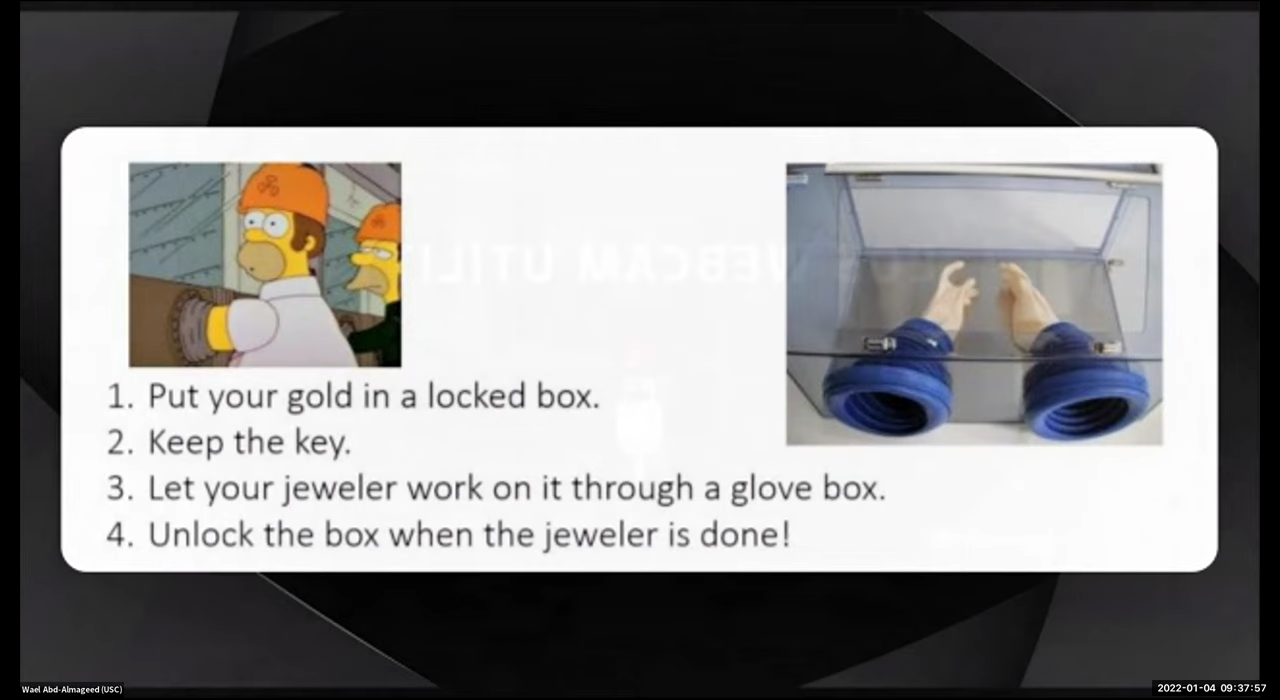 WEBCAM UTILI
1. Put your gold in a locked box.
2. Keep the key.
3. Let your jeweler work on it through a glove box.
4. Unlock the box when the jeweler is done!
Wael Abd-Almageed (USC)
2022-01-04 09:37:57